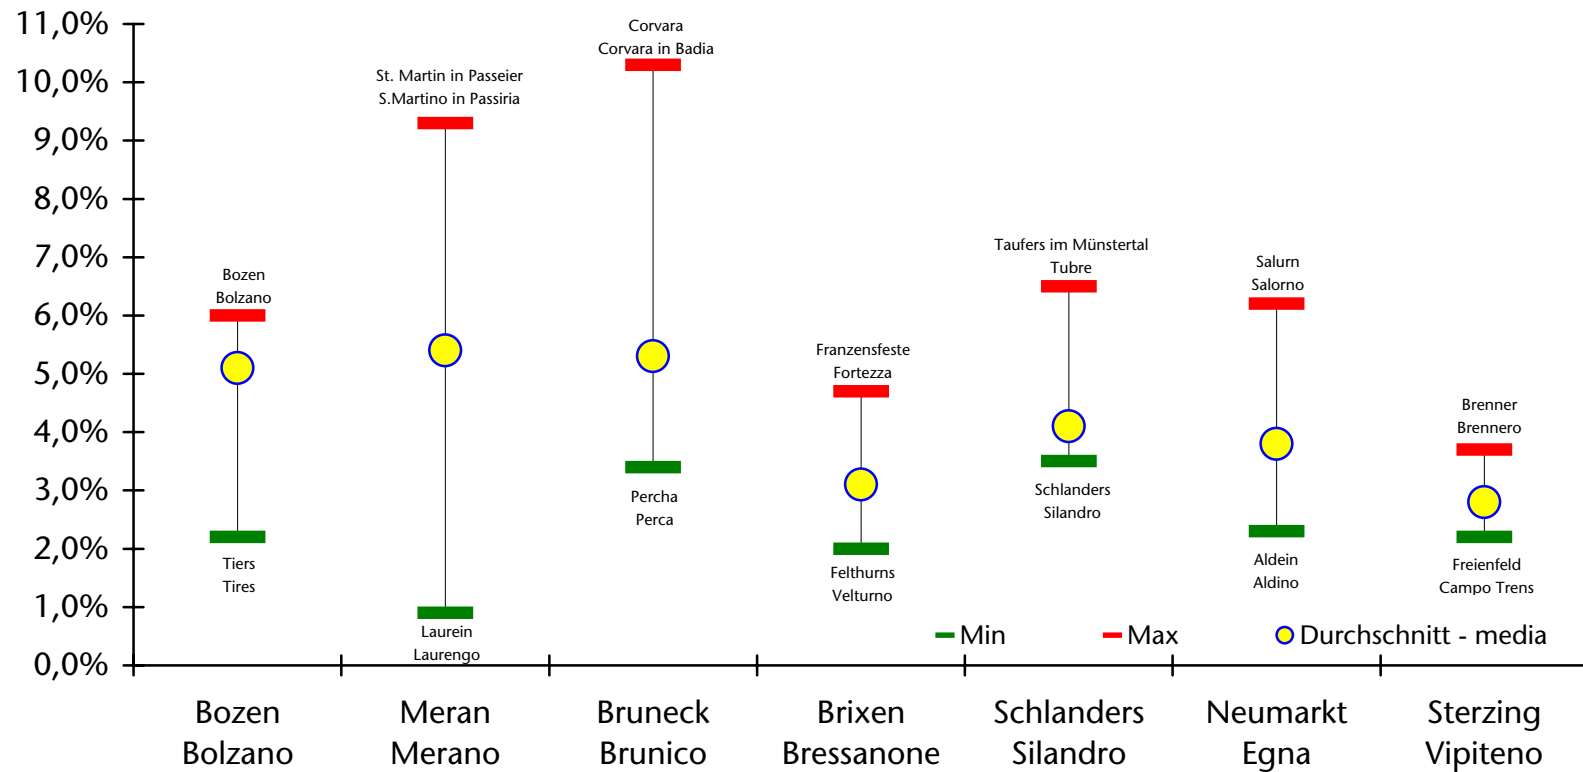 11,0%
10,0%
9,0%
8,0%
7,0%
6,0%
5,0%
4,0%
3,0%
2,0%
1,0%
0,0%
Bozen
Bolzano
Tiers
Tires
St. Martin in Passeier
S.Martino in Passiria
Laurein
Laurengo
Corvara
Corvara in Badia
Percha
Perca
Franzensfeste
Fortezza
Felthurns
Velturno
Taufers im Münstertal
Tubre
Schlanders
Silandro
Salurn
Salorno
Aldein
Aldino
Brenner
Brennero
Freienfeld
Campo Trens
Min
Max
Durchschnitt - media
Bozen
Bolzano
Meran
Merano
Bruneck
Brunico
Brixen
Bressanone
Schlanders
Silandro
Neumarkt
Egna
Sterzing
Vipiteno